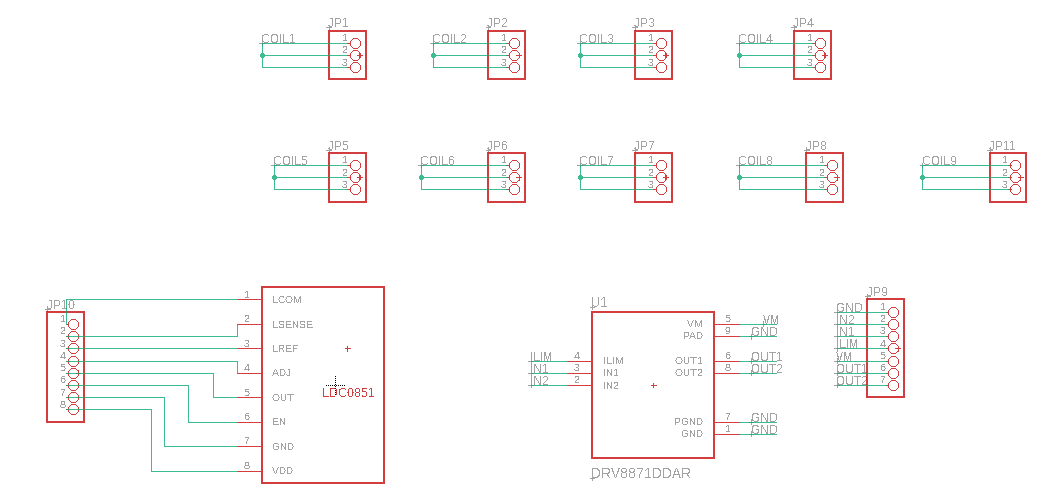 JP1 JP2 JP3 JP4
COIL1 1 COIL2 1 COIL3 1 COIL4 1
2 2 2 2
3 3 3 3
JP5 JP6 JP7 JP8 JP11
COIL5 1 COIL6 1 COIL7 1 COIL8 1 COIL9 1
2 2 2 2 2
3 3 3 3 3
JP10
1
2
3
4
5
6
7
8
1 LCOM
2 LSENSE
3 LREF
4 ADJ
5 OUT
6 EN
7 GND
8 VDD
LDC0851
U1
ILIM 4 ILIM
IN1 3 IN1
IN2 2 IN2
VM 5 VM
PAD 9 GND
OUT1 6 OUT1
OUT2 8 OUT2
PGND 7 GND
GND 1 GND
DRV8871DDAR
JP9
GND 1
IN2 2
IN1 3
ILIM 4
VM 5
OUT1 6
OUT2 7